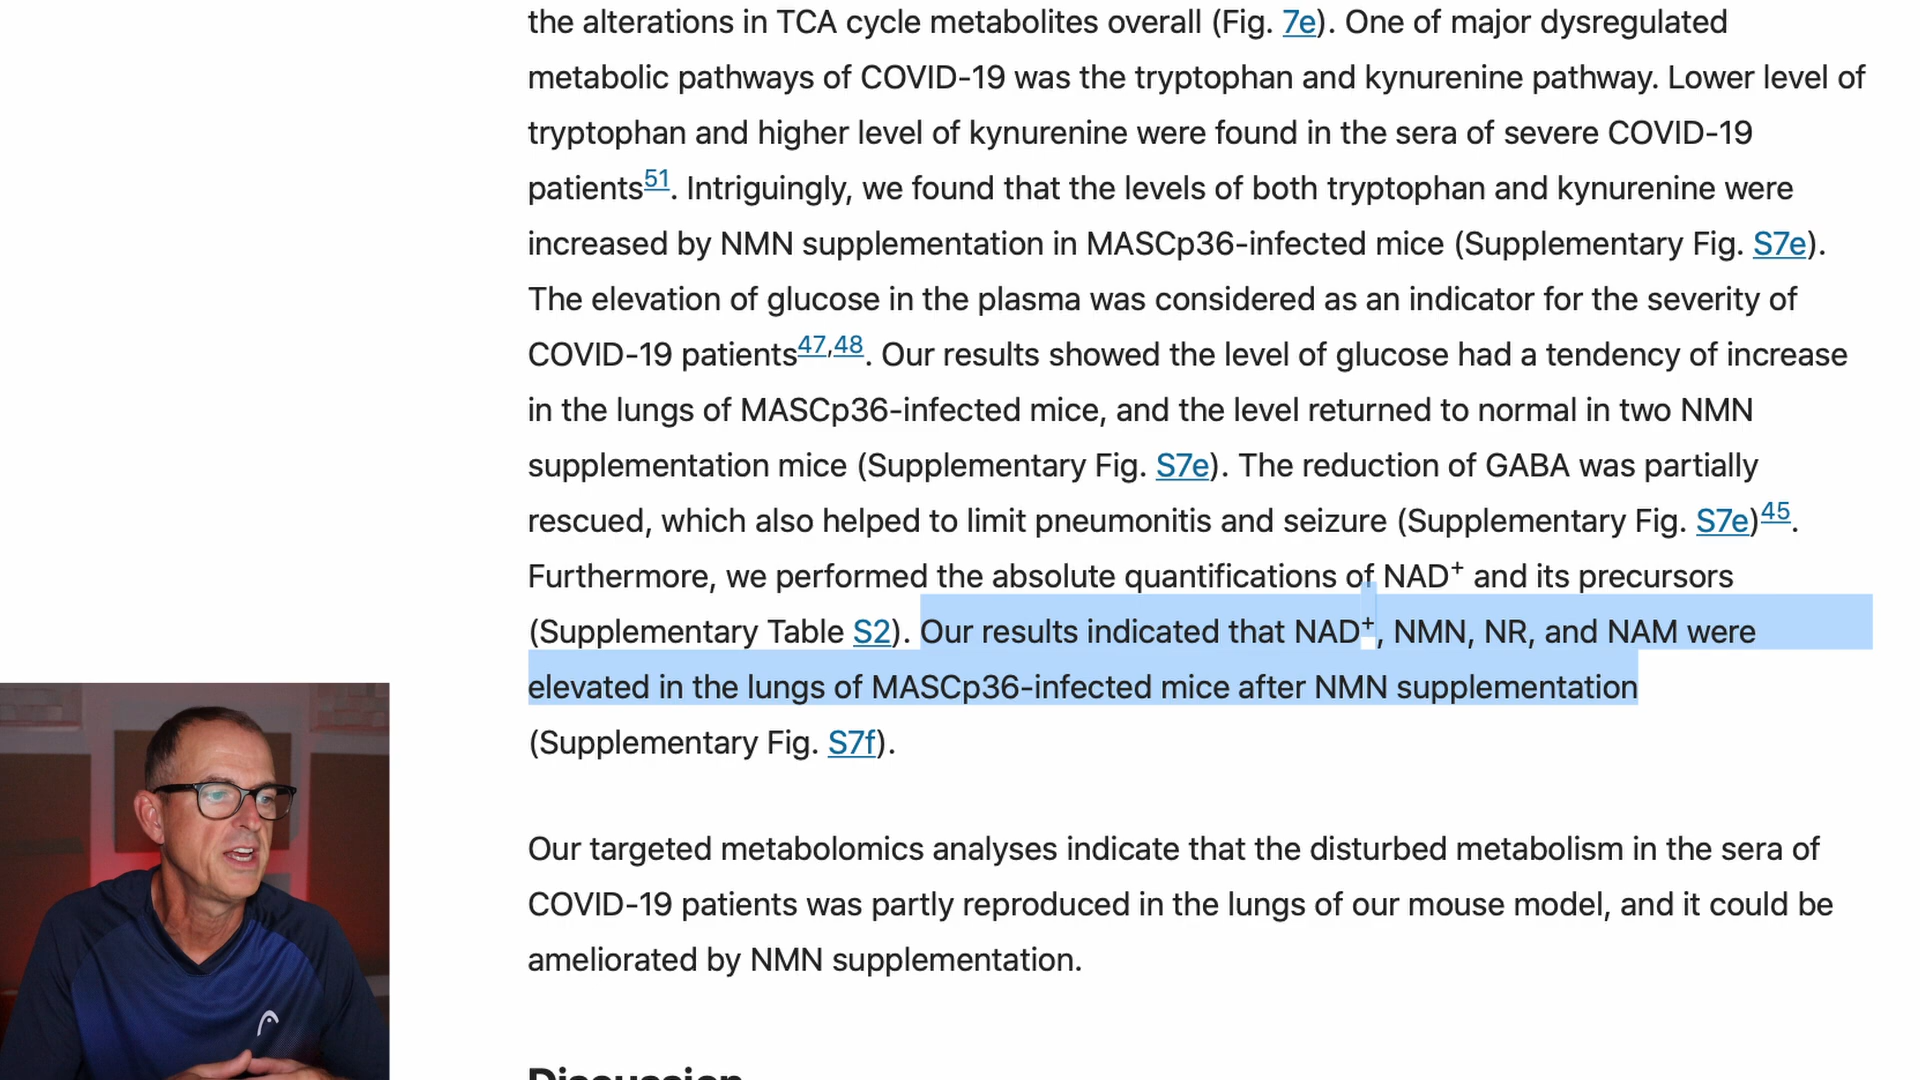 the alterations in TCA cycle metabolites overall (Fig. 7e). One of major dysregulated
metabolic pathways of COVID-19 was the tryptophan and kynurenine pathway. Lower level of
tryptophan and higher level of kynurenine were found in the sera of severe COVID-19
patients51. Intriguingly, we found that the levels of both tryptophan and kynurenine were
increased by NMN supplementation in MASCp36-infected mice (Supplementary Fig. S7e).
The elevation of glucose in the plasma was considered as an indicator for the severity of
COVID-19 patients47,48. Our results showed the level of glucose had a tendency of increase
in the lungs of MASCp36-infected mice, and the level returned to normal in two NMN
supplementation mice (Supplementary Fig. S7e). The reduction of GABA was partially
rescued, which also helped to limit pneumonitis and seizure (Supplementary Fig. S7e)45.
Furthermore, we performed the absolute quantifications of NAD+ and its precursors
(Supplementary Table S2). Our results indicated that NAD+, NMN, NR, and NAM were
elevated in the lungs of MASCp36-infected mice after NMN supplementation
(Supplementary Fig. S7f).
Our targeted metabolomics analyses indicate that the disturbed metabolism in the sera of
COVID-19 patients was partly reproduced in the lungs of our mouse model, and it could be
ameliorated by NMN supplementation.
Discussion